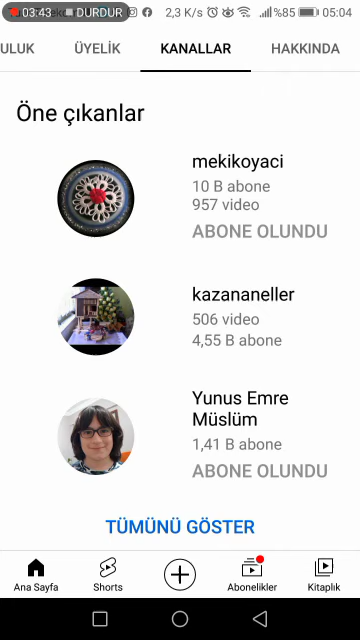 03:43 DURDUR 2,3 K/s %85 05:04
ULUK ÜYELİK KANALLAR HAKKINDA
Öne çıkanlar
mekikoyaci
10 B abone
957 video
ABONE OLUNDU
kazananeller
506 video
4,55 B abone
Yunus Emre
Müslüm
1,41 B abone
ABONE OLUNDU
TÜMÜNÜ GÖSTER
Ana Sayfa Shorts Abonelikler Kitaplık